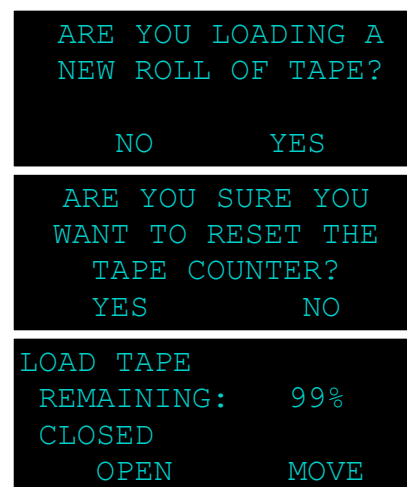 ARE YOU LOADING A
NEW ROLL OF TAPE?
NO YES
ARE YOU SURE YOU
WANT TO RESET THE
TAPE COUNTER?
YES NO
LOAD TAPE
REMAINING: 99%
CLOSED
OPEN MOVE